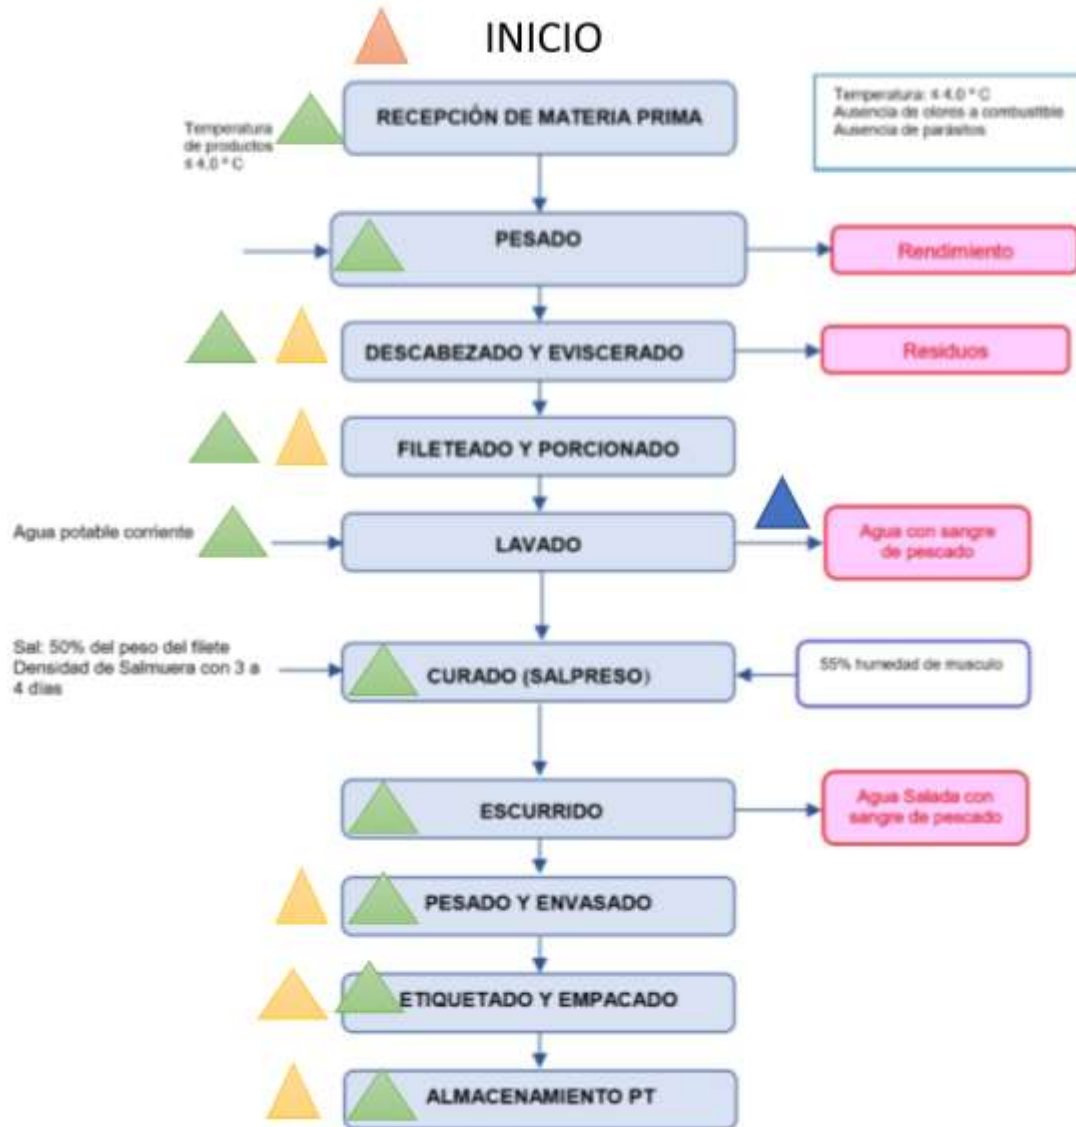 INICIO
RECEPCIÓN DE MATERIA PRIMA
Temperatura
de productos
≤ 4,0 ° C
Temperatura: ≤ 4.0 ° C
Ausencia de olores a combustible
Ausencia de parásitos
PESADO
Rendimiento
DESCABEZADO Y EVISCERADO
Residuos
FILETEADO Y PORCIONADO
Agua potable corriente
LAVADO
Agua con sangre
de pescado
Sal: 50% del peso del filete
Densidad de Salmuera con 3 a
4 días
CURADO (SALPRESO)
55% humedad de musculo
ESCURRIDO
Agua Salada con
sangre de pescado
PESADO Y ENVASADO
ETIQUETADO Y EMPACADO
ALMACENAMIENTO PT